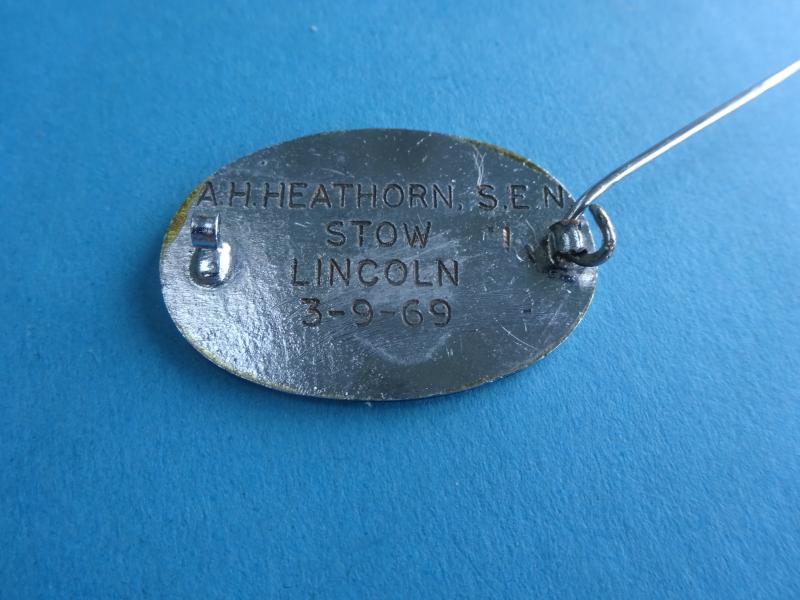 A.H.HEATHORN, S.E.N.
STOW
LINCOLN
3-9-69